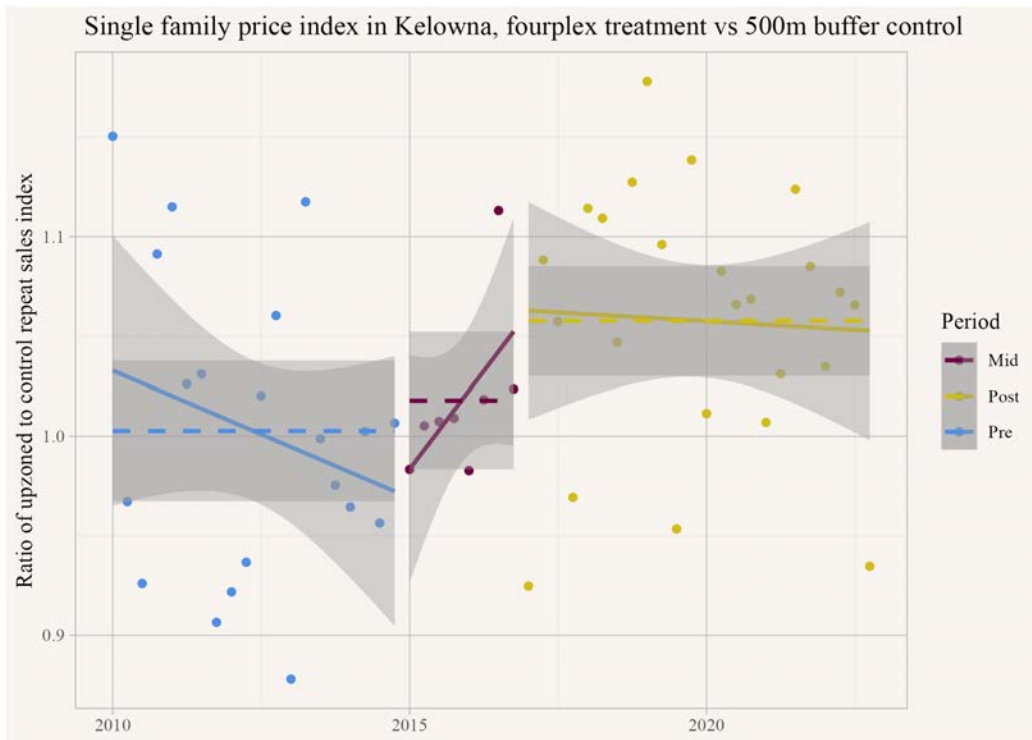 Single family price index in Kelowna, fourplex treatment vs 500m buffer control
Ratio of upzoned to control repeat sales index
1.1
1.0
0.9
2010
2015
2020
Period
Mid
Post
Pre